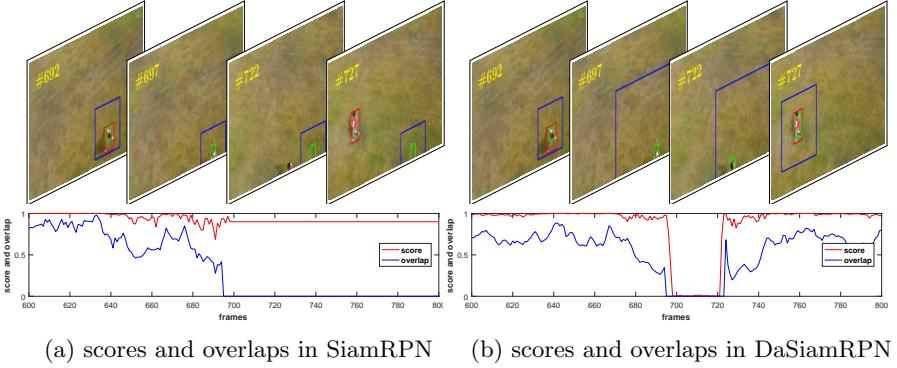 #692
#697
#722
#727
#692
#697
#722
#727
1
0.5
0
score and overlap
score
overlap
600 620 640 660 680 700 720 740 760 780 800
frames
1
0.5
0
score and overlap
score
overlap
600 620 640 660 680 700 720 740 760 780 800
frames
(a) scores and overlaps in SiamRPN
(b) scores and overlaps in DaSiamRPN